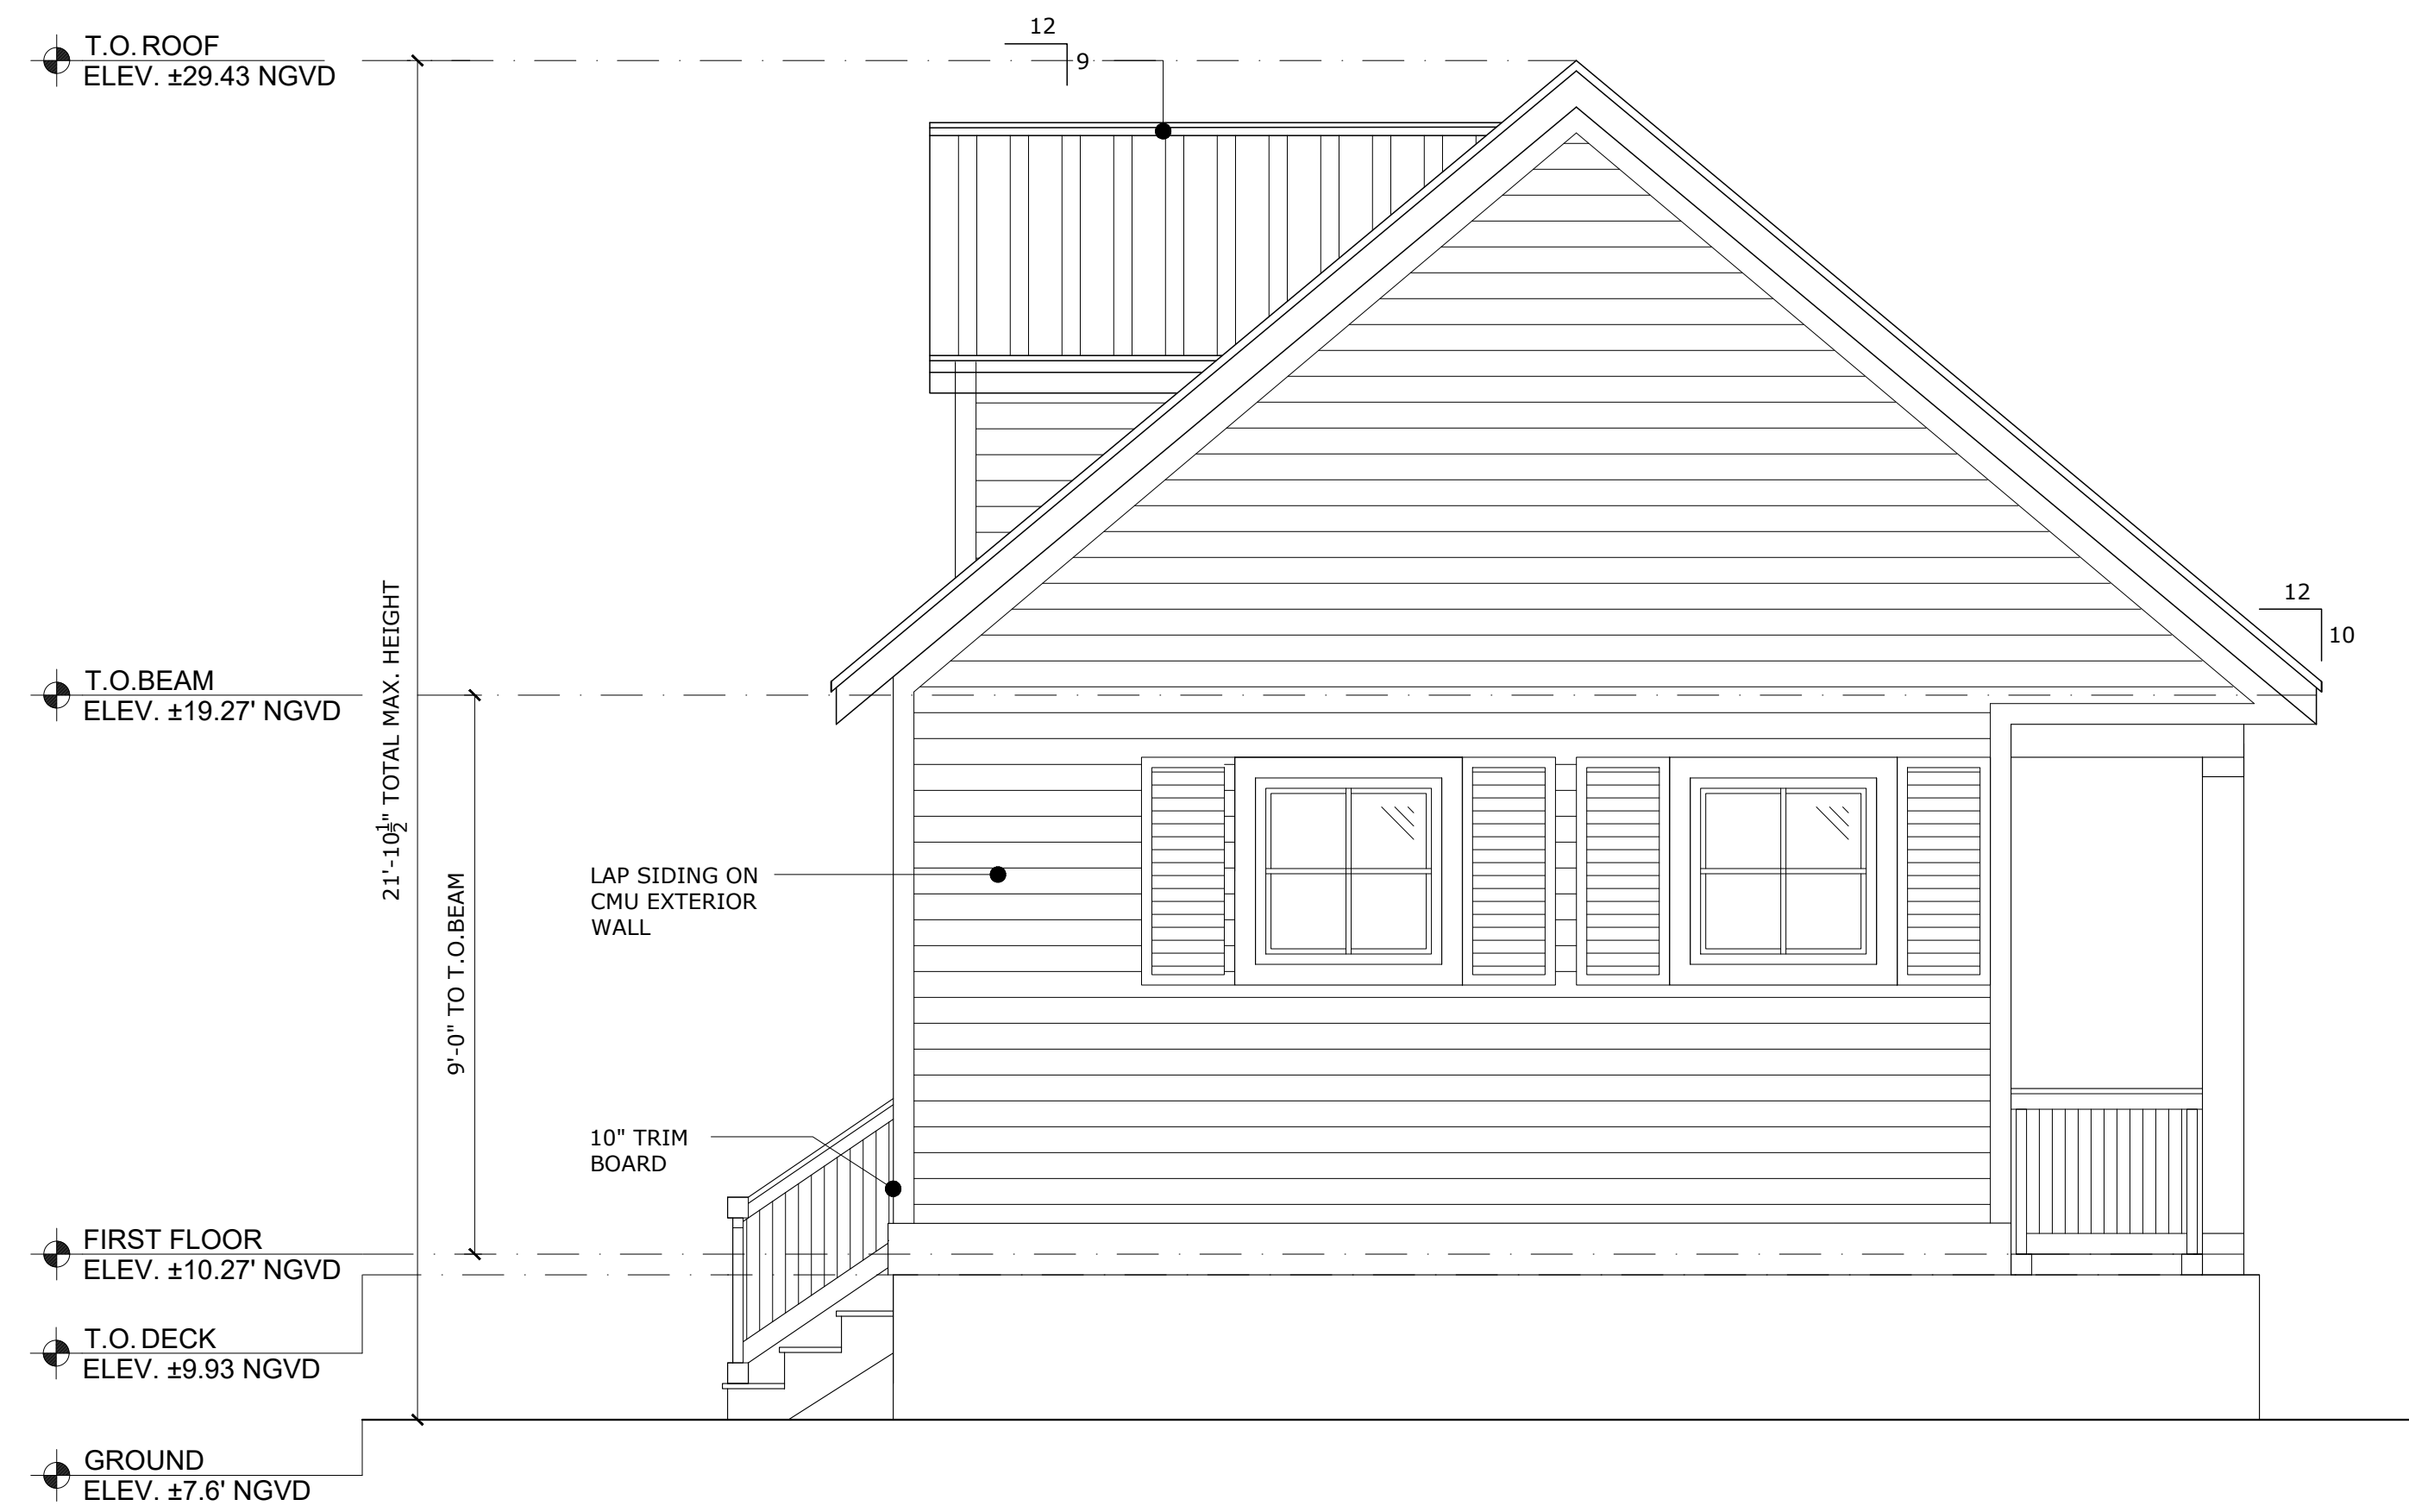 12
T.O. ROOF
ELEV. ±29.43 NGVD
9
12
10
T.O.BEAM
ELEV. ±19.27' NGVD
21'-10½" TOTAL MAX. HEIGHT
9'-0" TO T.O.BEAM
LAP SIDING ON
CMU EXTERIOR
WALL
10" TRIM
BOARD
FIRST FLOOR
ELEV. ±10.27' NGVD
T.O. DECK
ELEV. ±9.93 NGVD
GROUND
ELEV. ±7.6' NGVD